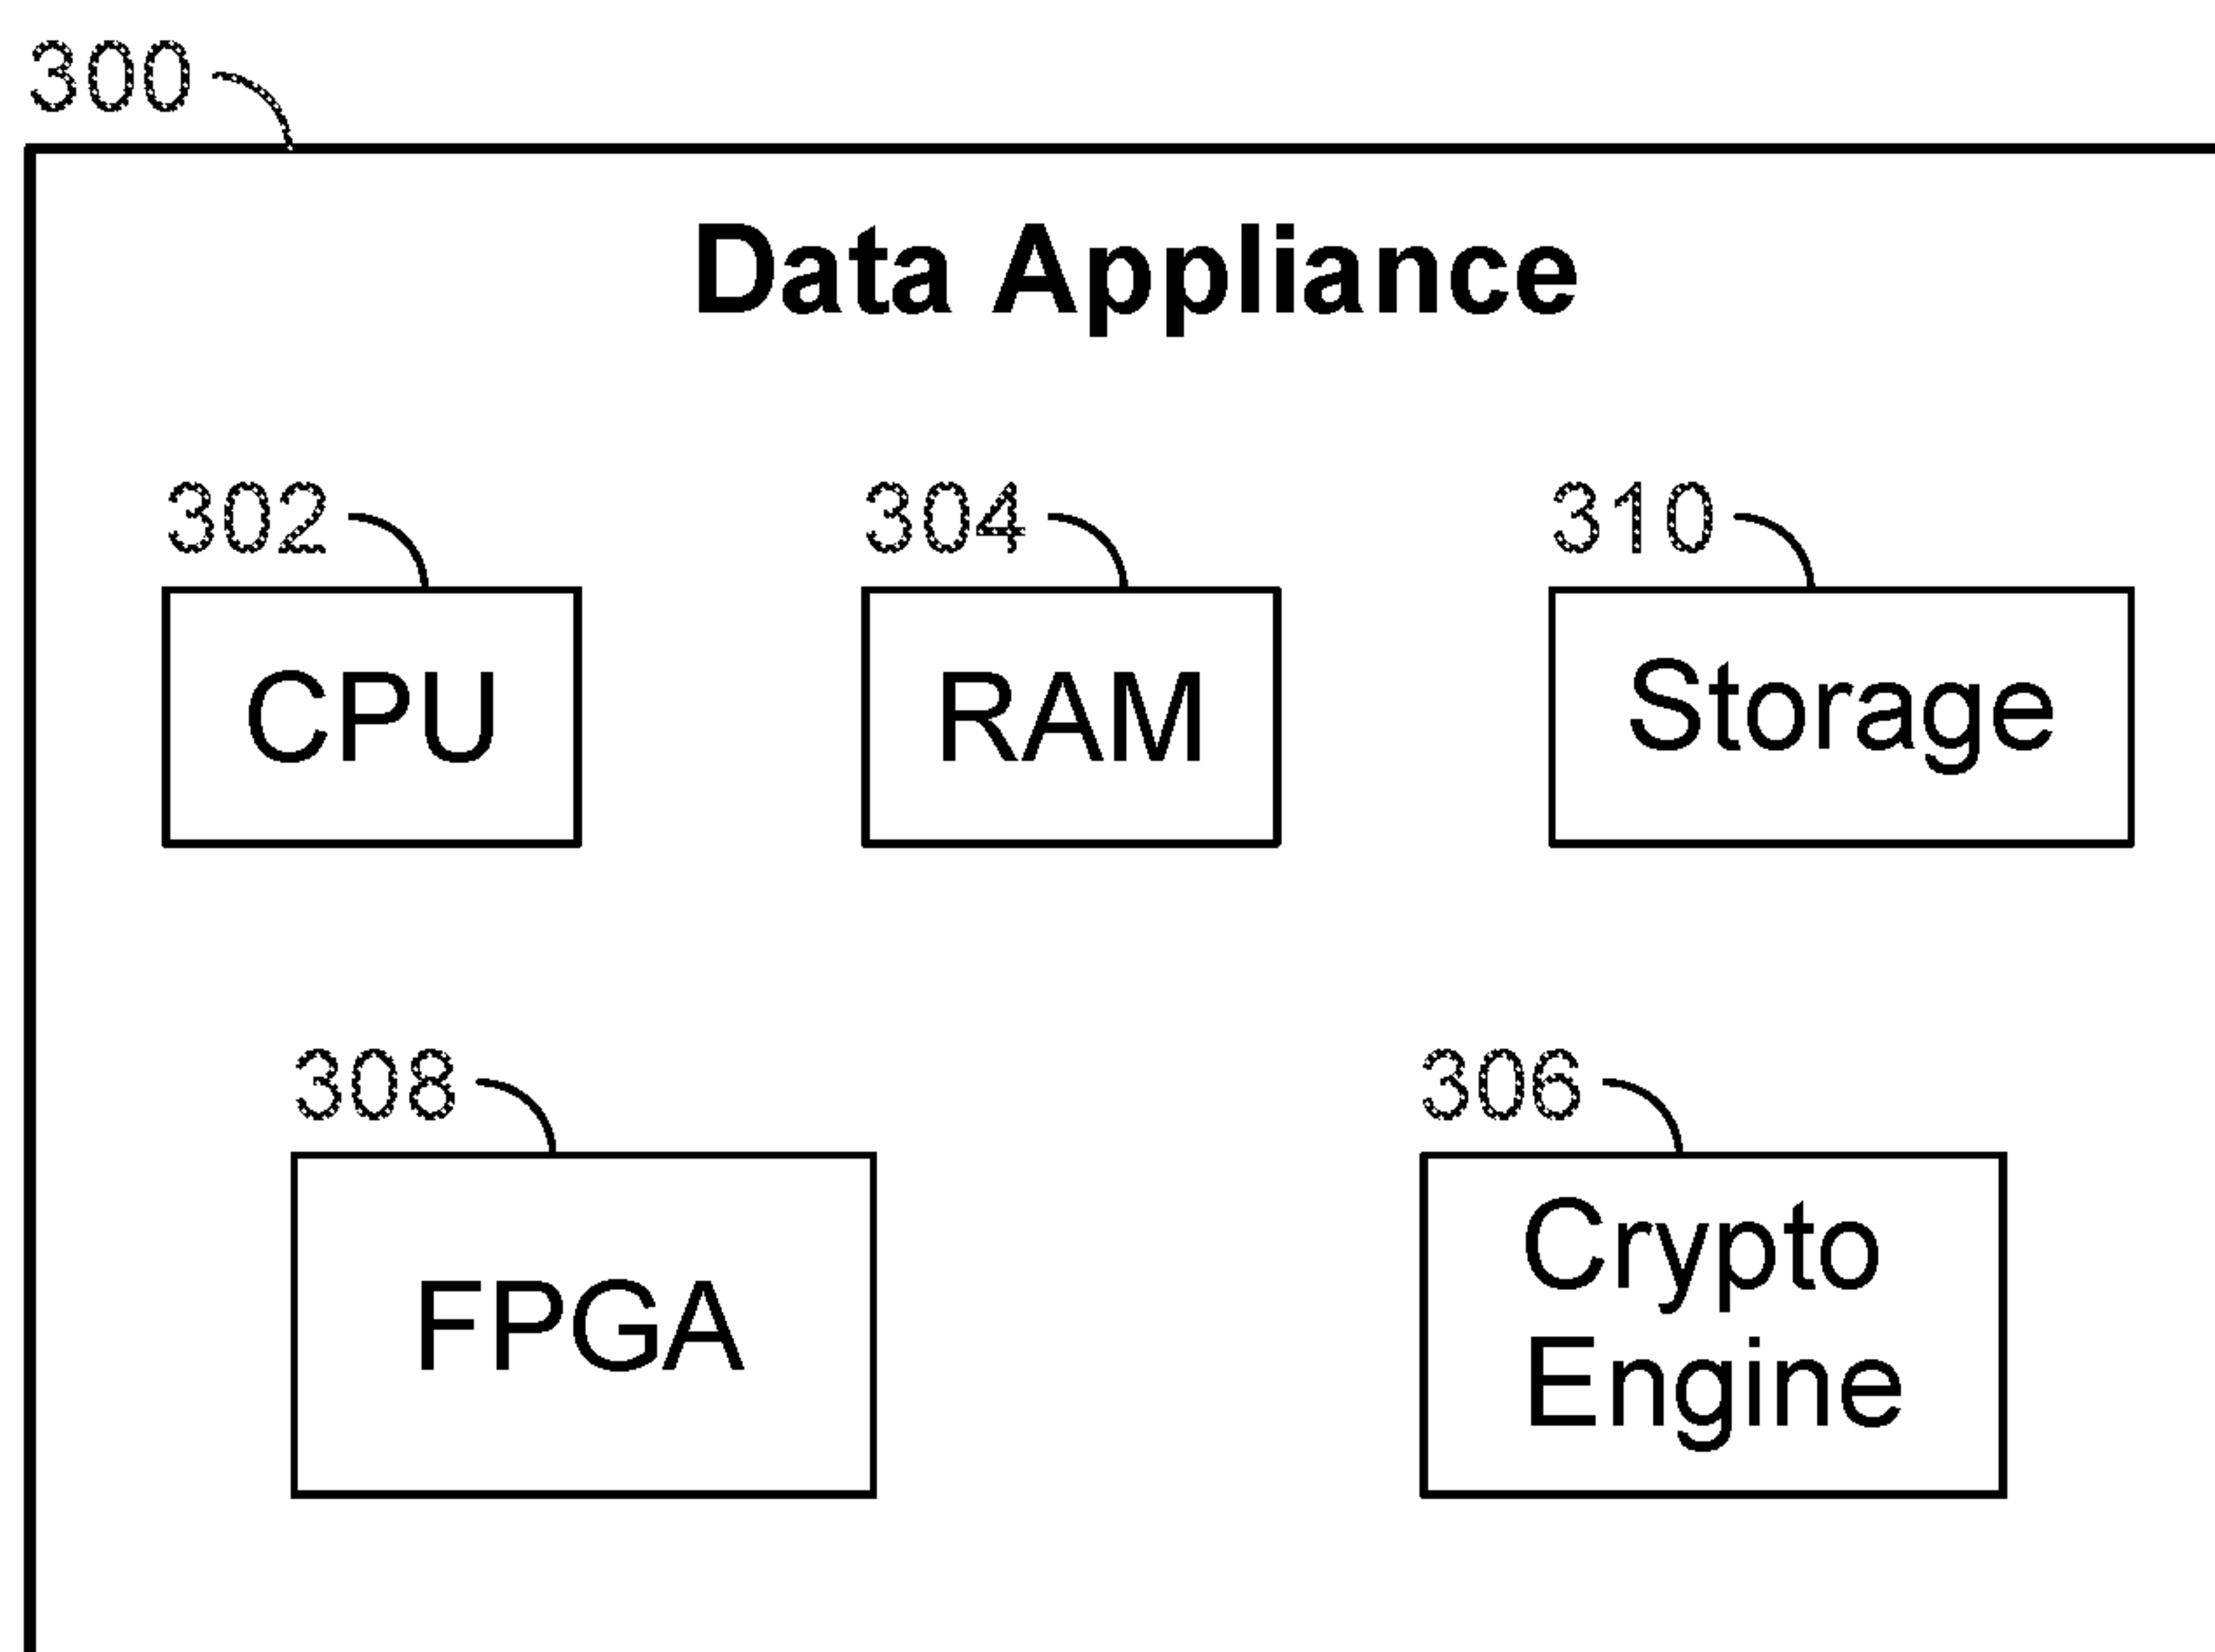 300
Data Appliance
302 304 310
CPU RAM Storage
308 306
FPGA
Crypto
Engine